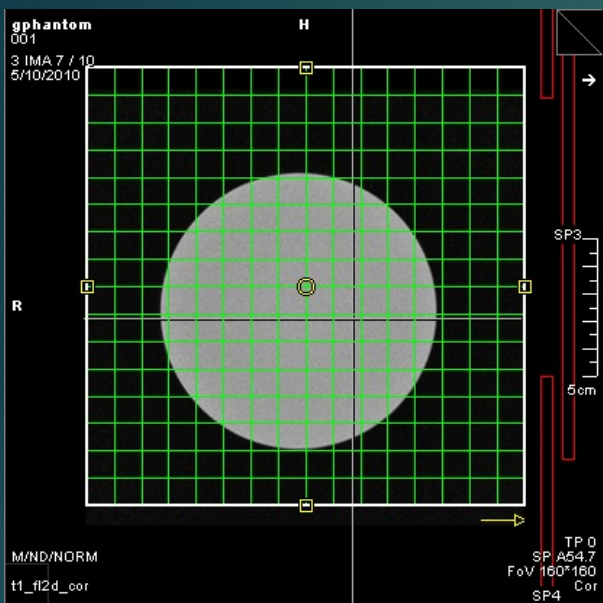 gphantom
001
3 IMA 7 / 10
5/10/2010
H
R
SP3
5cm
M/ND/NORM
t1_fl2d_cor
TP 0
SP A54.7
FoV 160*160
Cor
SP4